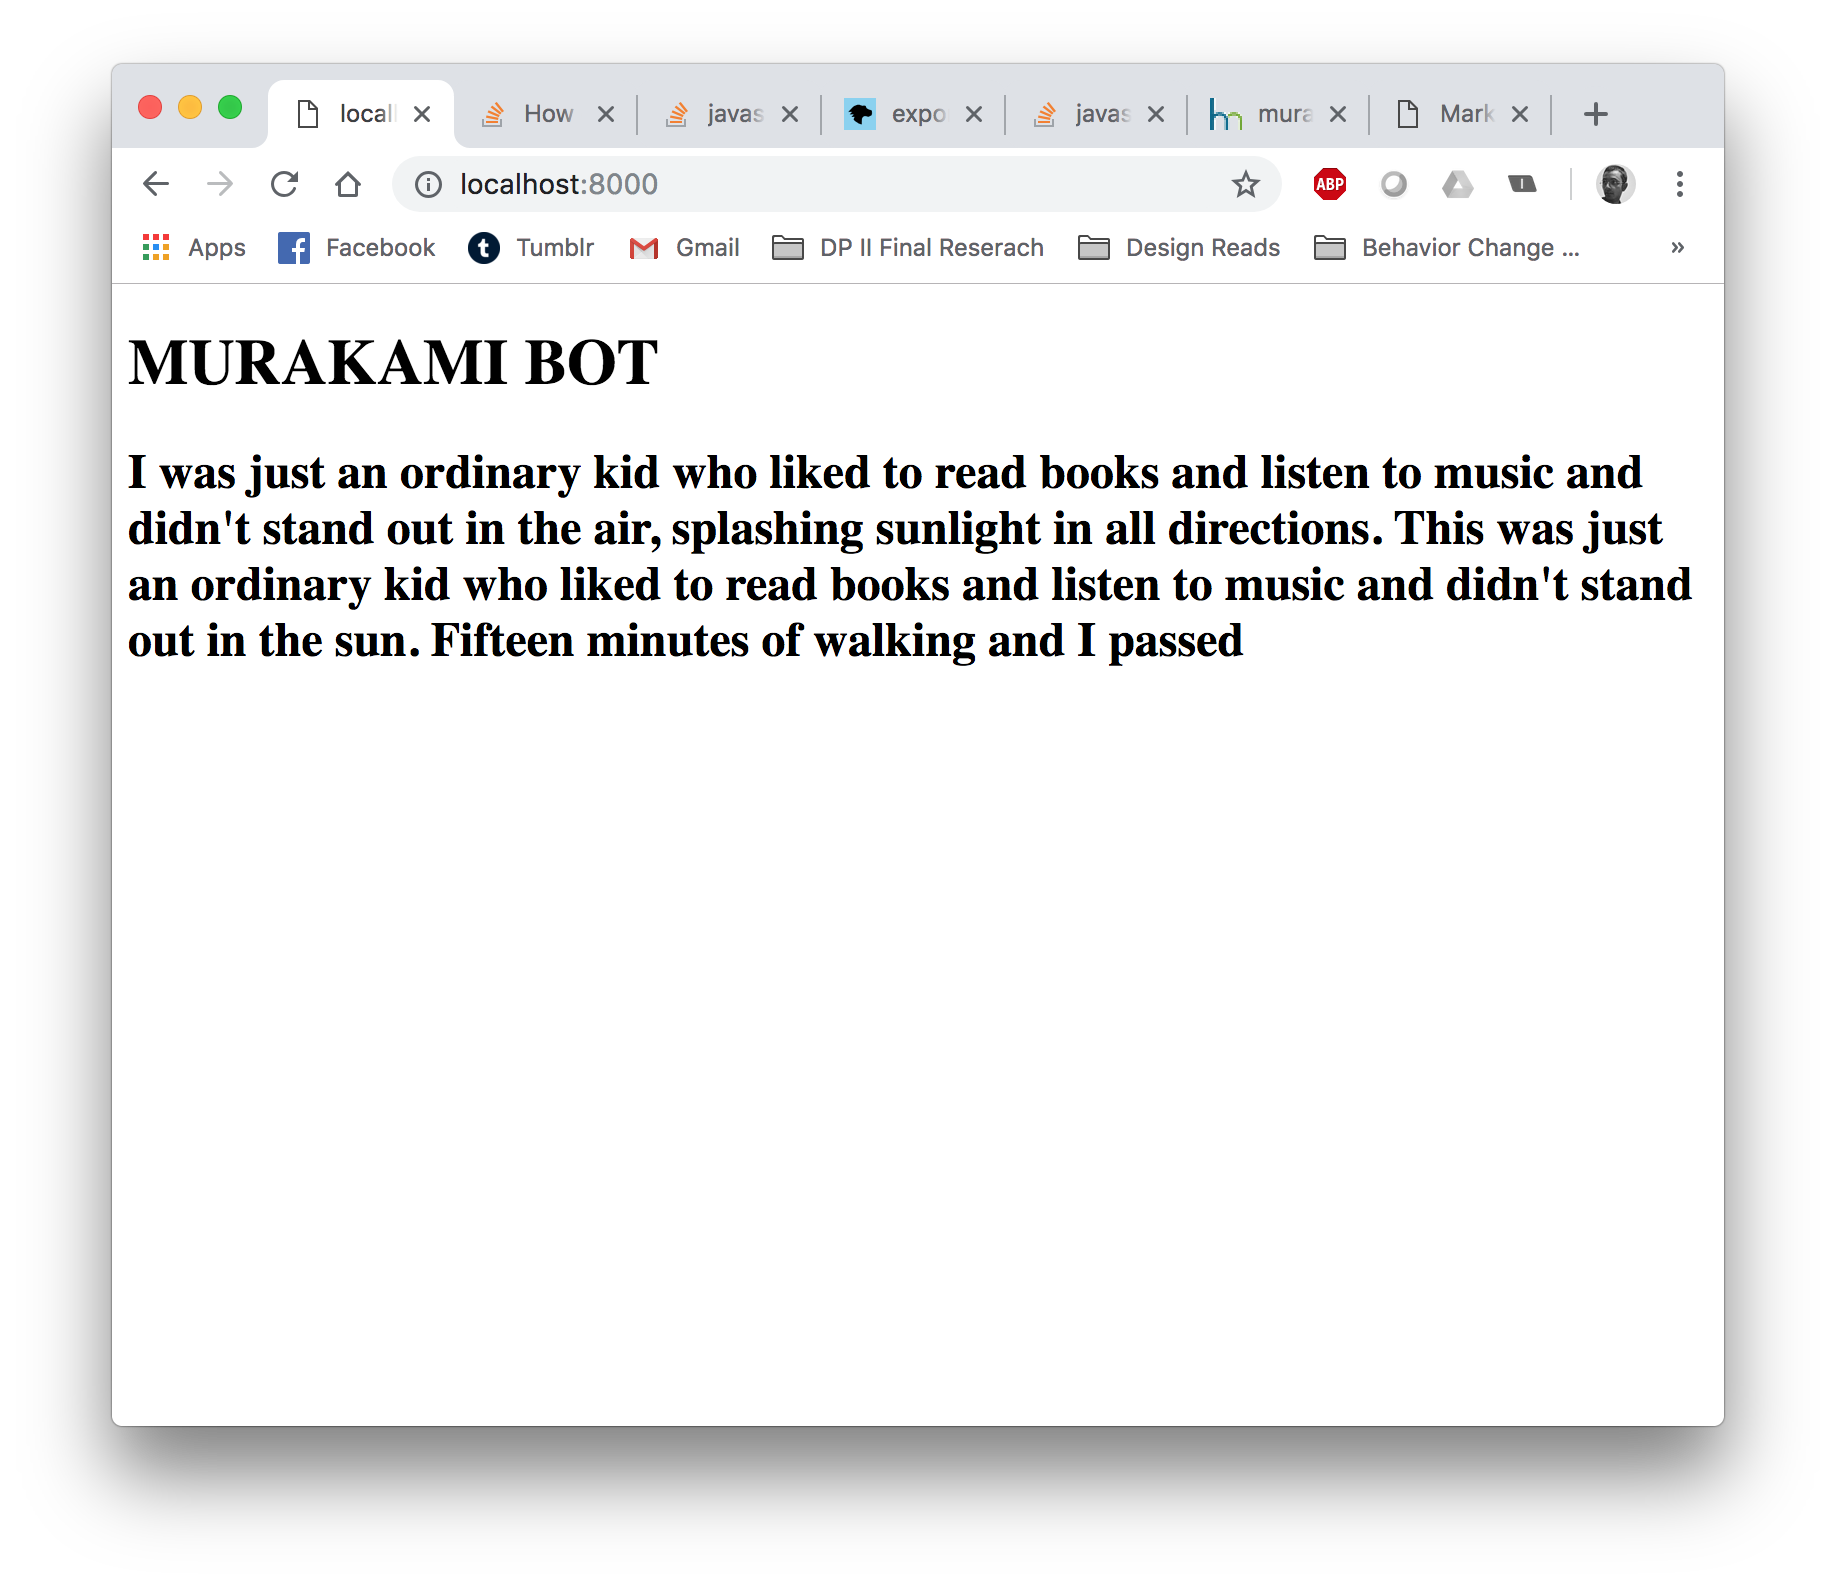 locall
How
javas
expo
javas
mura
Mark
localhost:8000
ABP
Apps
Facebook
Tumblr
Gmail
DP II Final Reserach
Design Reads
Behavior Change ...
»
MURAKAMI BOT
I was just an ordinary kid who liked to read books and listen to music and
didn't stand out in the air, splashing sunlight in all directions. This was just
an ordinary kid who liked to read books and listen to music and didn't stand
out in the sun. Fifteen minutes of walking and I passed